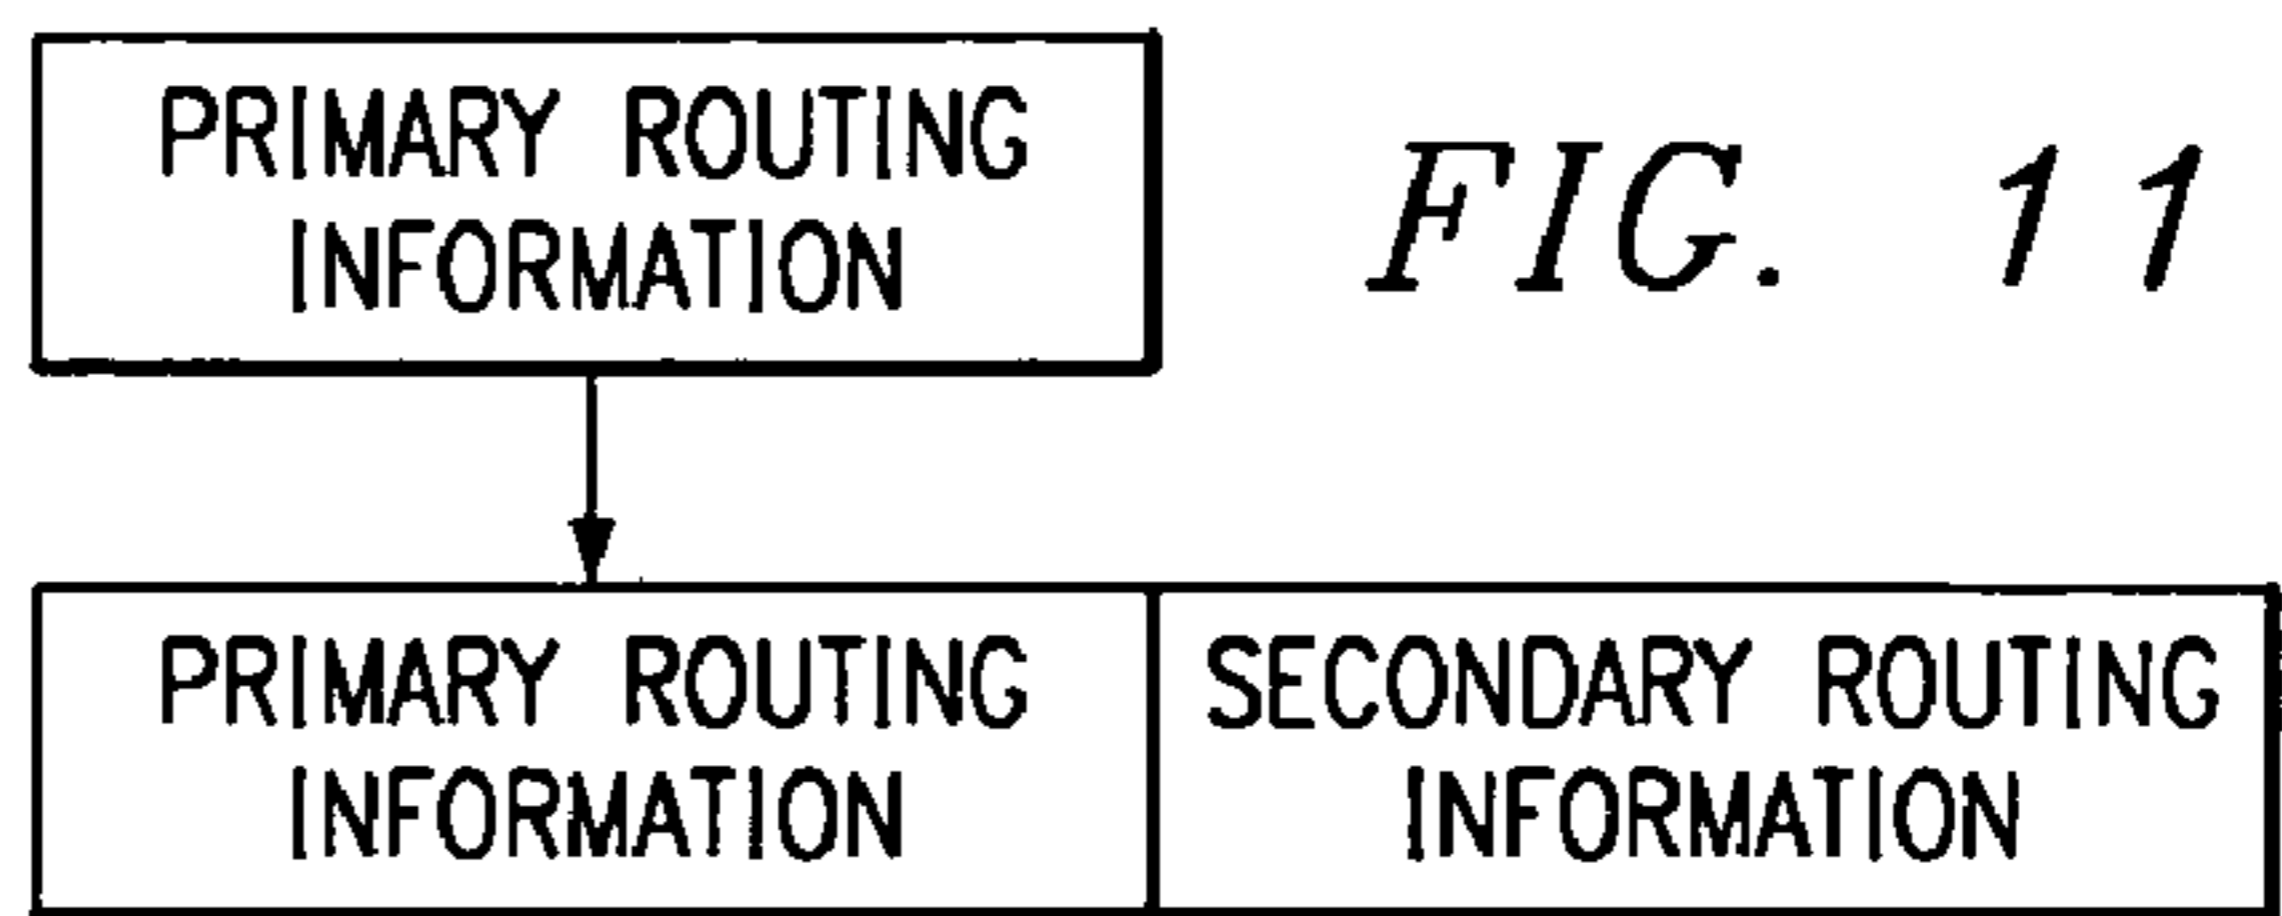 PRIMARY ROUTING
INFORMATION
FIG. 11
PRIMARY ROUTING
INFORMATION
SECONDARY ROUTING
INFORMATION